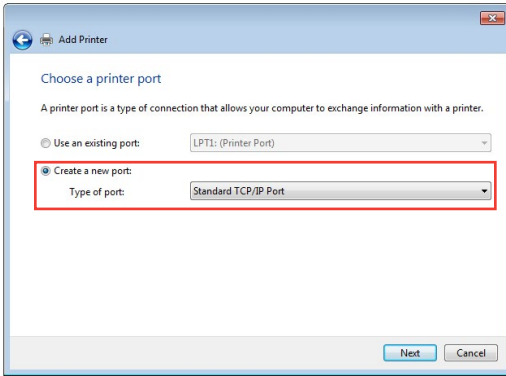 Add Printer
Choose a printer port
A printer port is a type of connection that allows your computer to exchange information with a printer.
Use an existing port: LPT1: (Printer Port)
Create a new port:
Type of port: Standard TCP/IP Port
Next Cancel